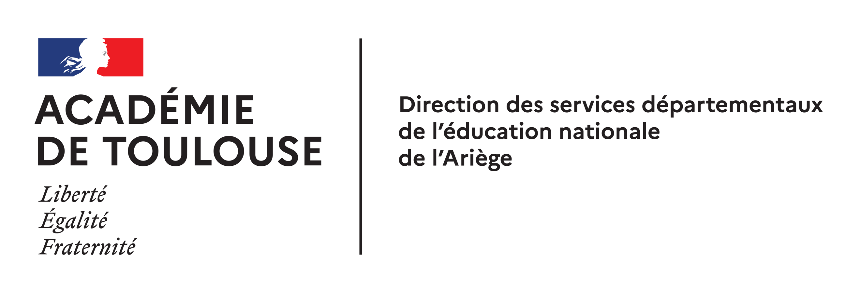 ACADÉMIE
DE TOULOUSE
Liberté
Égalité
Fraternité
Direction des services départementaux
de l'éducation nationale
de l'Ariège